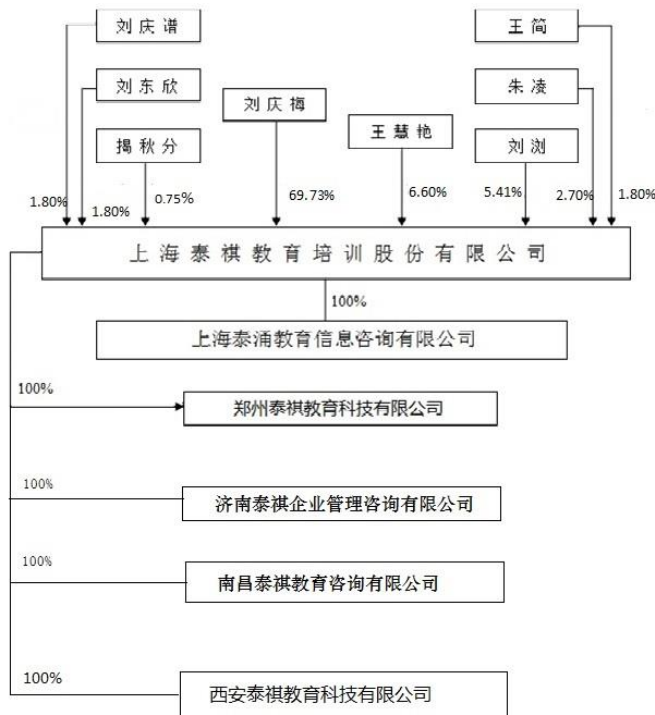 刘庆谱
王简
刘东欣
刘庆梅
朱凌
王慧艳
揭秋分
刘浏
1.80%
1.80%
0.75%
69.73%
6.60%
5.41%
2.70%
1.80%
上海泰祺教育培训股份有限公司
100%
上海泰涌教育信息咨询有限公司
100%
郑州泰祺教育科技有限公司
100%
济南泰祺企业管理咨询有限公司
100%
南昌泰祺教育咨询有限公司
100%
西安泰祺教育科技有限公司